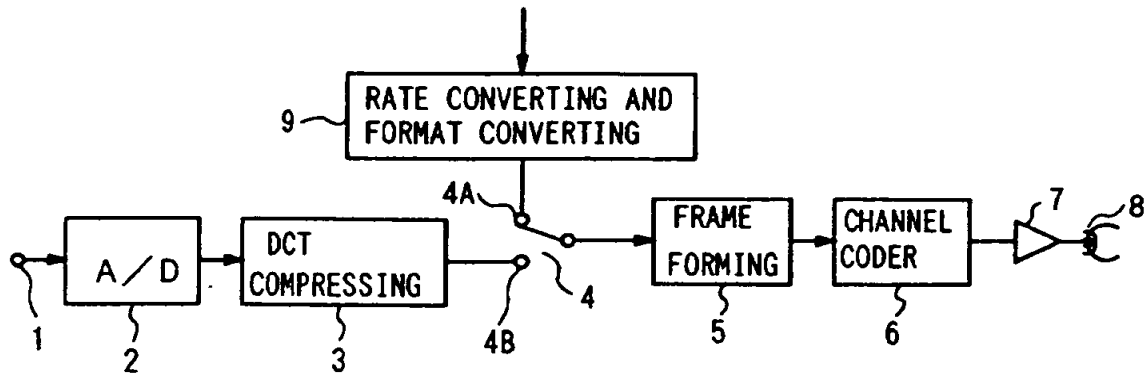 RATE CONVERTING AND
FORMAT CONVERTING
9
4A
7
8
A/D
DCT
COMPRESSING
FRAME
FORMING
CHANNEL
CODER
4
1
2
3
4B
5
6